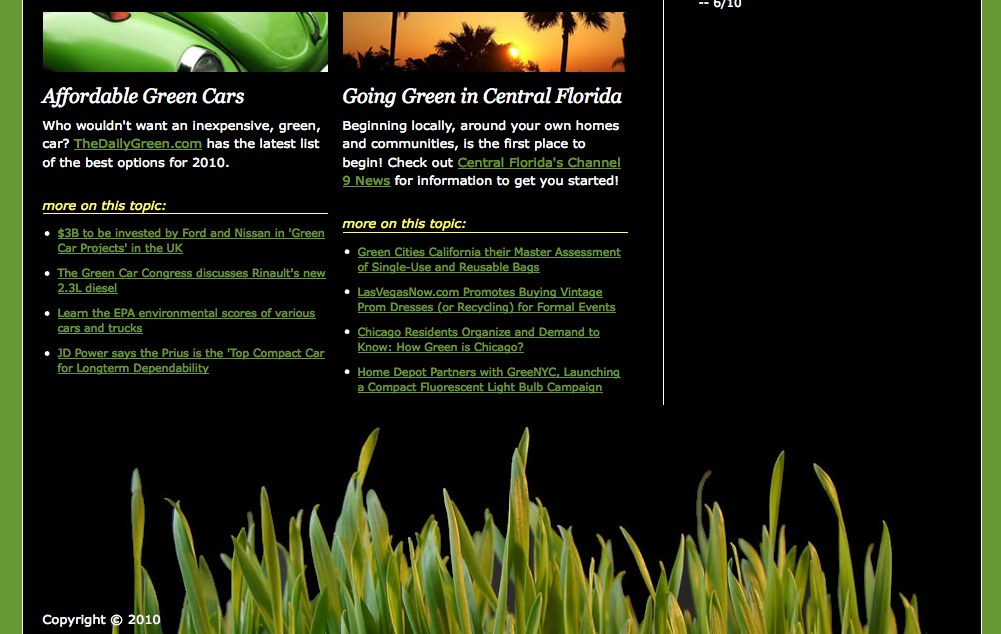 -- 6/10
Affordable Green Cars
Who wouldn't want an inexpensive, green,
car? TheDailyGreen.com has the latest list
of the best options for 2010.
more on this topic:
$3B to be invested by Ford and Nissan in 'Green
Car Projects' in the UK
The Green Car Congress discusses Rinault's new
2.3L diesel
Learn the EPA environmental scores of various
cars and trucks
JD Power says the Prius is the 'Top Compact Car
for Longterm Dependability
Going Green in Central Florida
Beginning locally, around your own homes
and communities, is the first place to
begin! Check out Central Florida's Channel
9 News for information to get you started!
more on this topic:
Green Cities California their Master Assessment
of Single-Use and Reusable Bags
LasVegasNow.com Promotes Buying Vintage
Prom Dresses (or Recycling) for Formal Events
Chicago Residents Organize and Demand to
Know: How Green is Chicago?
Home Depot Partners with GreeNYC, Launching
a Compact Fluorescent Light Bulb Campaign
Copyright © 2010